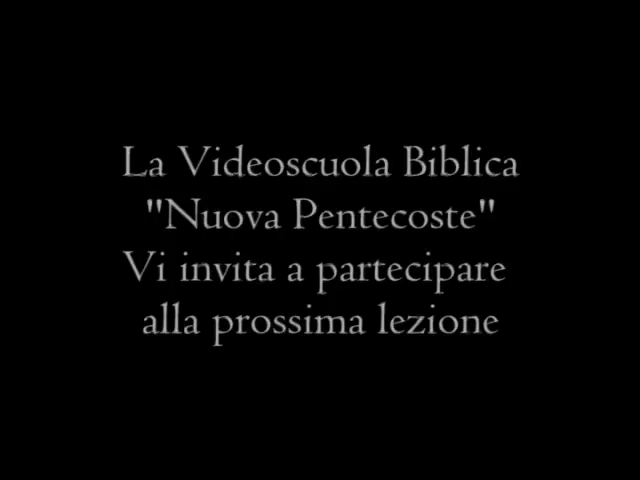 La Videoscuola Biblica
"Nuova Pentecoste"
Vi invita a partecipare
alla prossima lezione